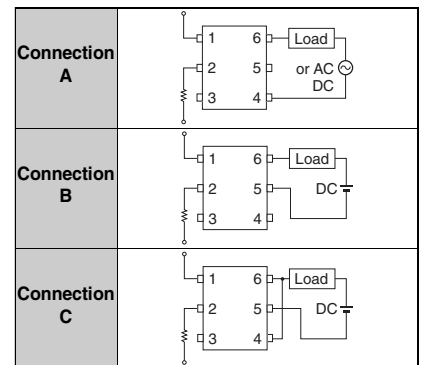 Connection
A
1 6 Load
2 5 or AC
DC
3 4
Connection
B
1 6 Load
2 5 DC
3 4
Connection
C
1 6 Load
2 5 DC
3 4